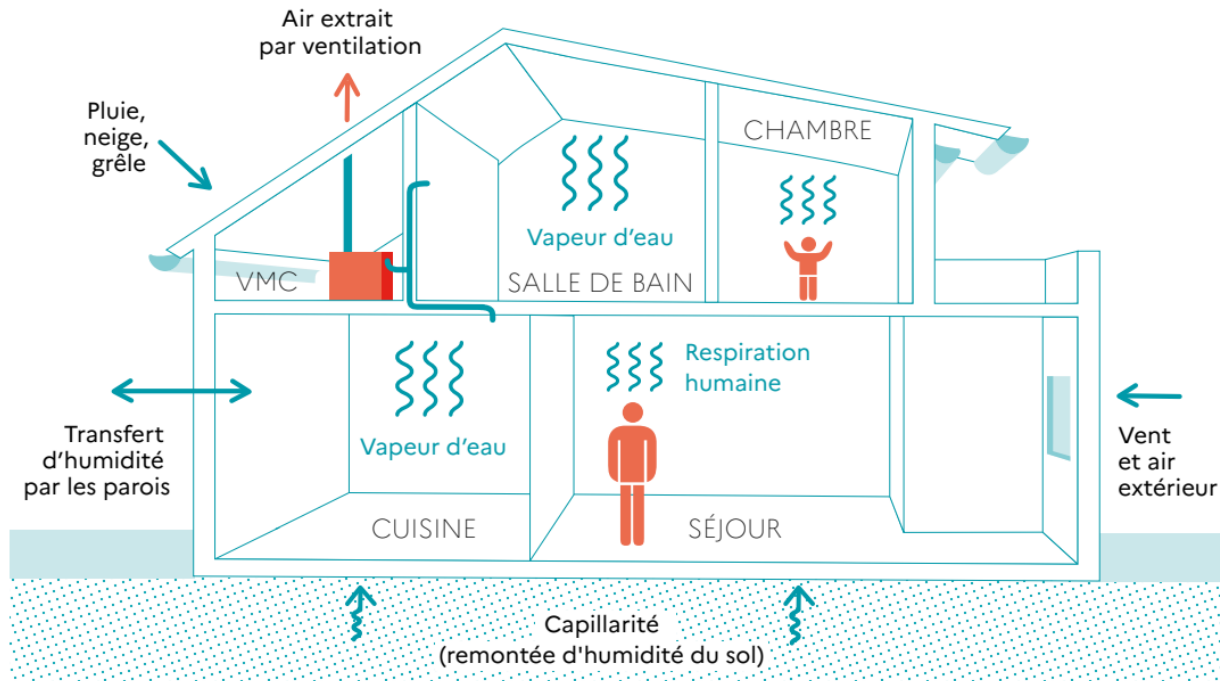 Air extrait
par ventilation
Pluie,
neige,
grêle
CHAMBRE
Vapeur d'eau
VMC
SALLE DE BAIN
Respiration
humaine
Transfert
d'humidité
par les parois
Vapeur d'eau
Vent
et air
extérieur
CUISINE
SÉJOUR
Capillarité
(remontée d'humidité du sol)